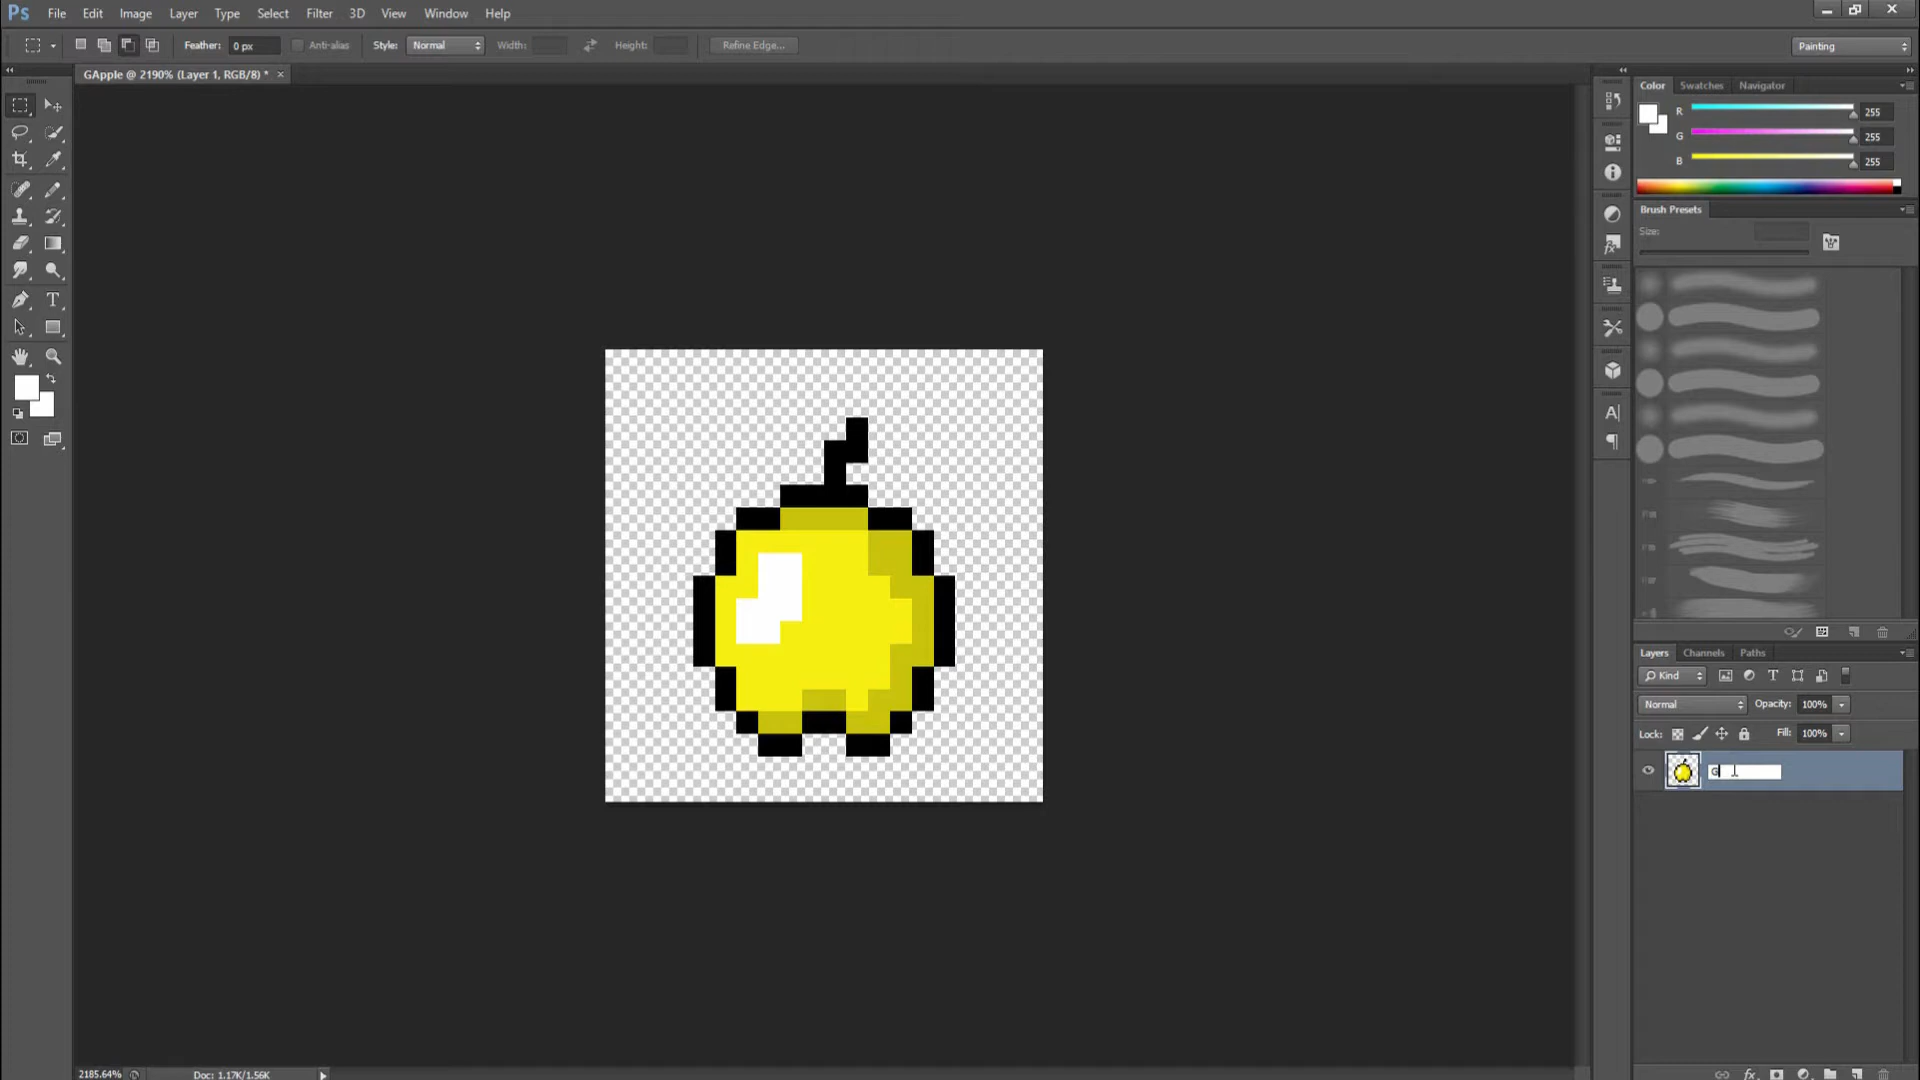 Ps File Edit Image Layer Type Select Filter 3D View Window Help
Feather: 0 px Anti-alias Style: Normal Width: Height: Refine Edge... Painting
GApple @ 2190% (Layer 1, RGB/8) * ×
Color Swatches Navigator
R 255
G 255
B 255
Brush Presets
Size:
Layers Channels Paths
Kind
Normal Opacity: 100%
Lock: Fill: 100%
G
2185.64% Doc: 1.17K/1.56K